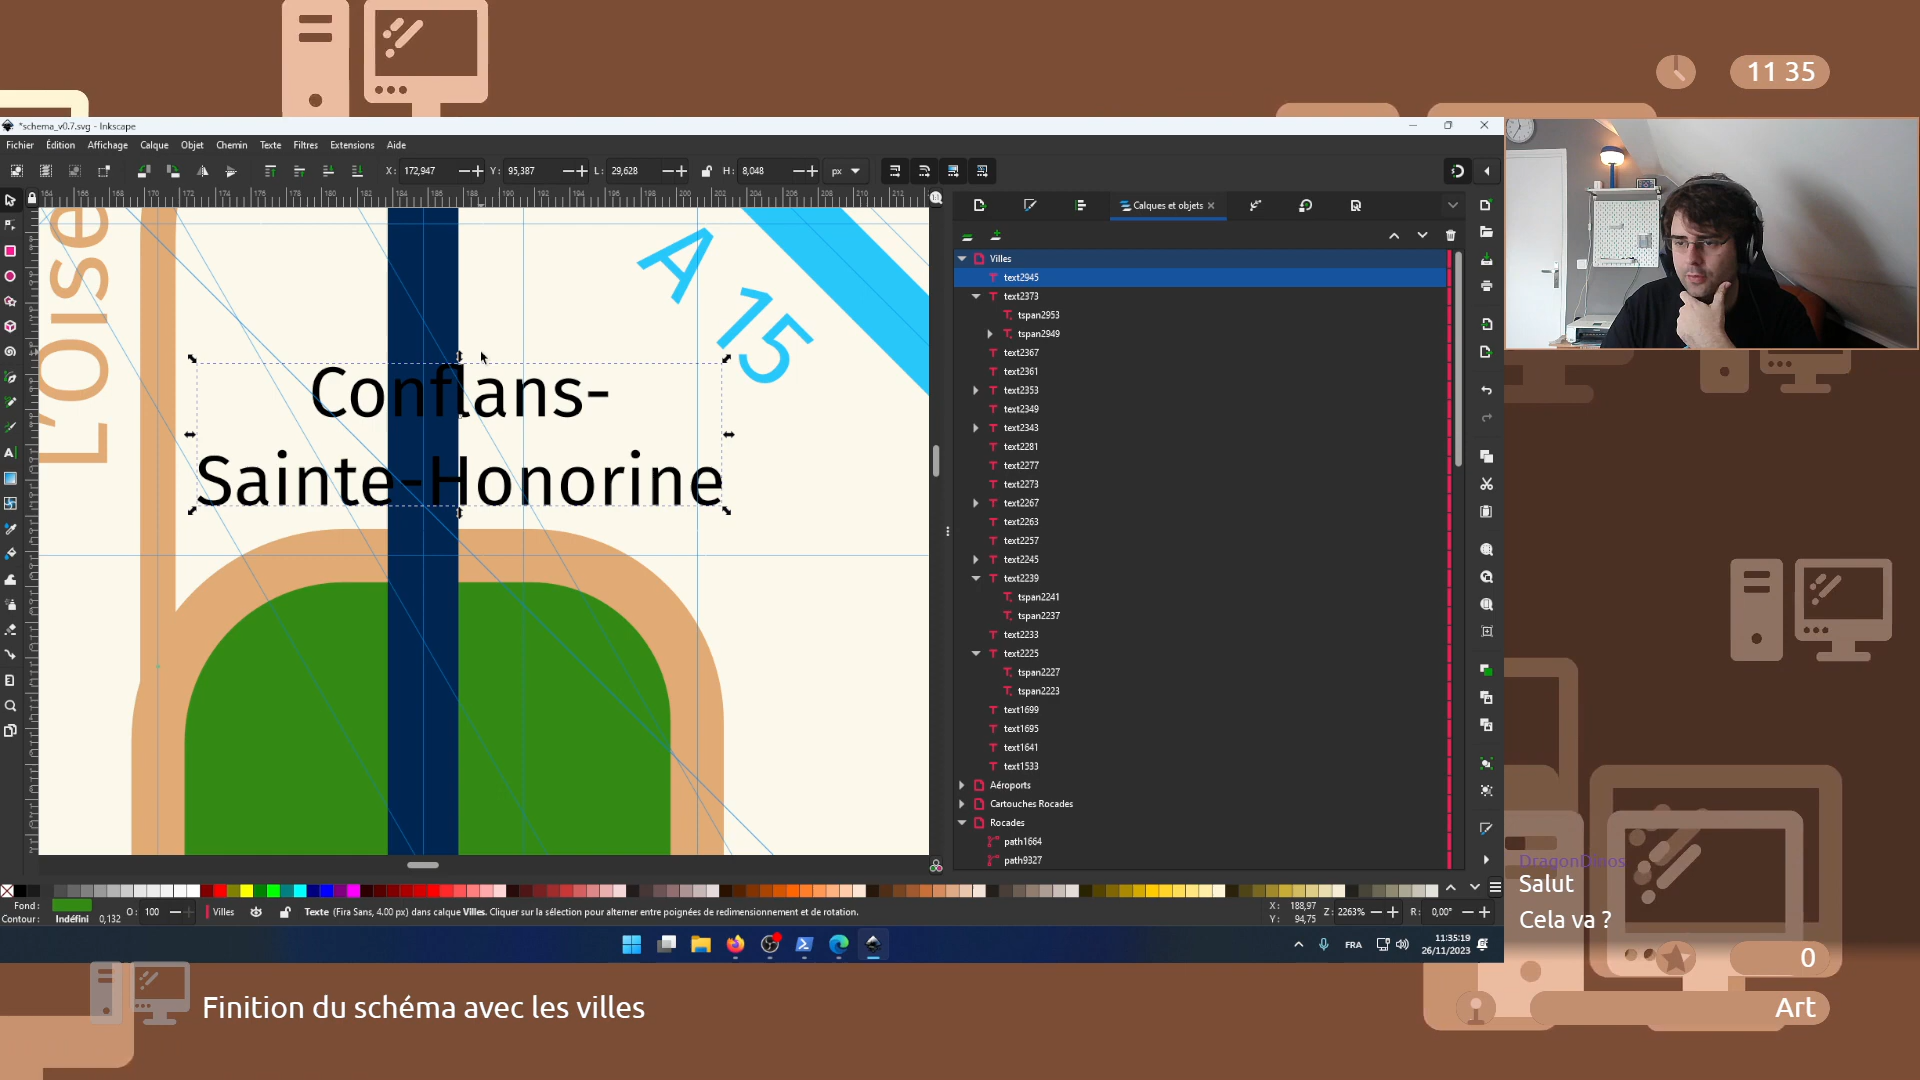 11 35
*schema_v0.7.svg - Inkscape
Fichier Édition Affichage Calque Objet Chemin Texte Filtres Extensions Aide
X: 172,947 Y: 95,387 L: 29,628 H: 8,048 px
L'Oise
A 15
Conflans-
Sainte-Honorine
Calques et objets
Villes
text2945
text2373
tspan2953
tspan2949
text2367
text2361
text2353
text2349
text2343
text2281
text2277
text2273
text2267
text2263
text2257
text2245
text2239
tspan2241
tspan2237
text2233
text2225
tspan2227
tspan2223
text1699
text1695
text1641
text1533
Aéroports
Cartouches Rocades
Rocades
path1664
path9327
Fond :
Contour : Indéfini 0,132 O: 100 Villes Texte (Fira Sans, 4.00 px) dans calque Villes. Cliquer sur la sélection pour alterner entre poignées de redimensionnement et de rotation.
X: 188,97
Y: 94,75
Z: 2263% R: 0,00°
FRA
11:35:19
26/11/2023
Salut
Cela va ?
0
Finition du schéma avec les villes
Art